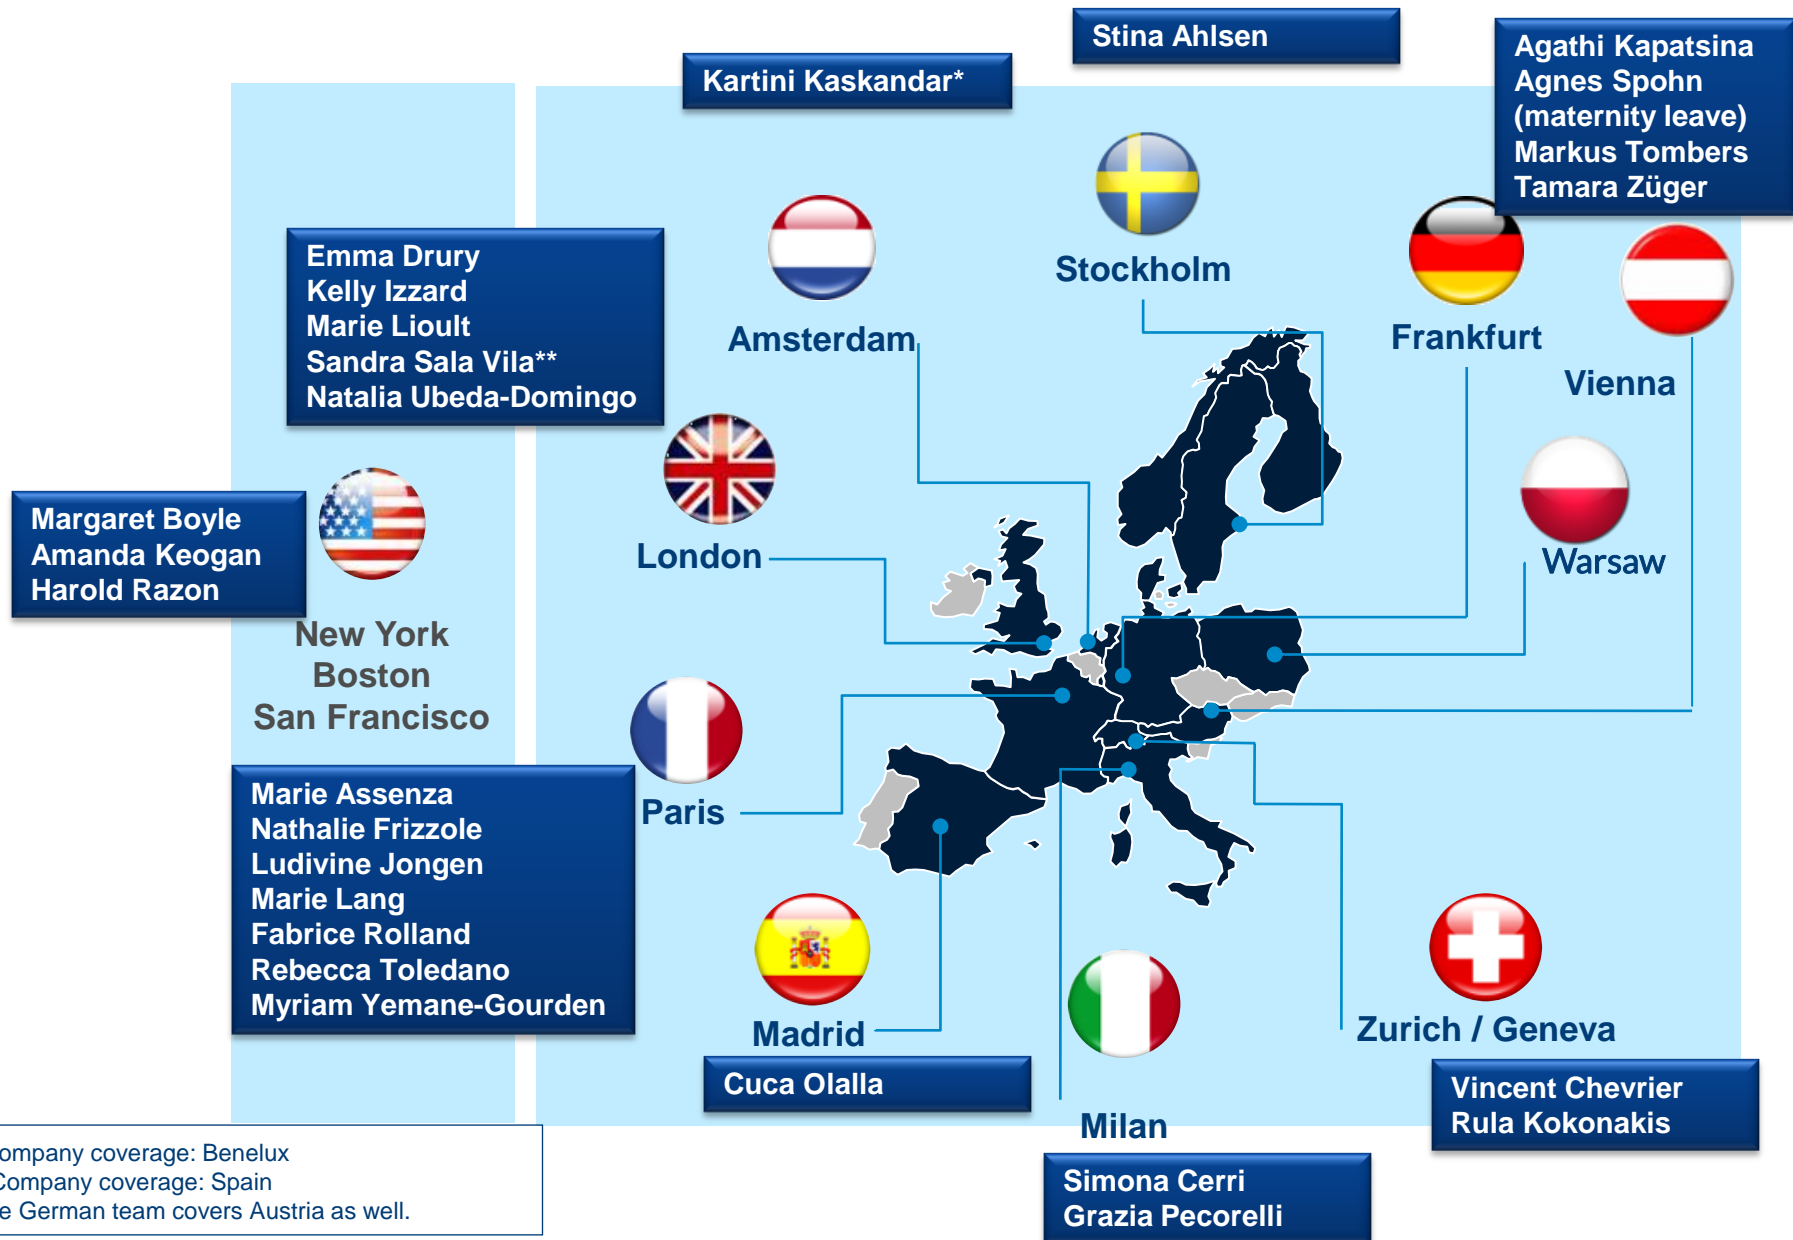 Stina Ahlsen
Kartini Kaskandar*
Agathi Kapatsina
Agnes Spohn
(maternity leave)
Markus Tombers
Tamara Züger
Stockholm
Amsterdam
Frankfurt
Vienna
Emma Drury
Kelly Izzard
Marie Lioult
Sandra Sala Vila**
Natalia Ubeda-Domingo
London
Warsaw
Margaret Boyle
Amanda Keogan
Harold Razon
New York
Boston
San Francisco
Paris
Marie Assenza
Nathalie Frizzole
Ludivine Jongen
Marie Lang
Fabrice Rolland
Rebecca Toledano
Myriam Yemane-Gourden
Madrid
Cuca Olalla
Zurich / Geneva
Vincent Chevrier
Rula Kokonakis
Milan
Simona Cerri
Grazia Pecorelli
ompany coverage: Benelux
Company coverage: Spain
e German team covers Austria as well.